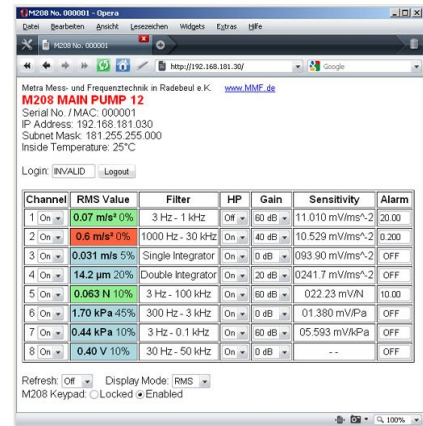 M208 No. 000001 - Opera
Datei Bearbeiten Ansicht Lesezeichen Widgets Extras Hilfe
M208 No. 000001
http://192.168.181.30/ Google
Metra Mess- und Frequenztechnik in Radebeul e.K. www.MMF.de
M208 MAIN PUMP 12
Serial No. / MAC: 000001
IP Address: 192.168.181.030
Subnet Mask: 181.255.255.000
Inside Temperature: 25°C
Login: INVALID Logout
Channel RMS Value Filter HP Gain Sensitivity Alarm
1 On 0.07 m/s² 0% 3 Hz - 1 kHz Off 60 dB 11.010 mV/ms^-2 20.00
2 On 0.6 m/s² 0% 1000 Hz - 30 kHz On 40 dB 10.529 mV/ms^-2 0.200
3 On 0.031 m/s 5% Single Integrator On 0 dB 093.90 mV/ms^-2 OFF
4 On 14.2 µm 20% Double Integrator On 20 dB 0241.7 mV/ms^-2 OFF
5 On 0.063 N 10% 3 Hz - 100 kHz On 60 dB 022.23 mV/N 10.00
6 On 1.70 kPa 45% 300 Hz - 3 kHz On 0 dB 01.380 mV/Pa OFF
7 On 0.44 kPa 10% 3 Hz - 0.1 kHz On 60 dB 05.593 mV/kPa OFF
8 On 0.40 V 10% 30 Hz - 50 kHz On 0 dB - - OFF
Refresh: Off Display Mode: RMS
M208 Keypad: Locked Enabled
100%